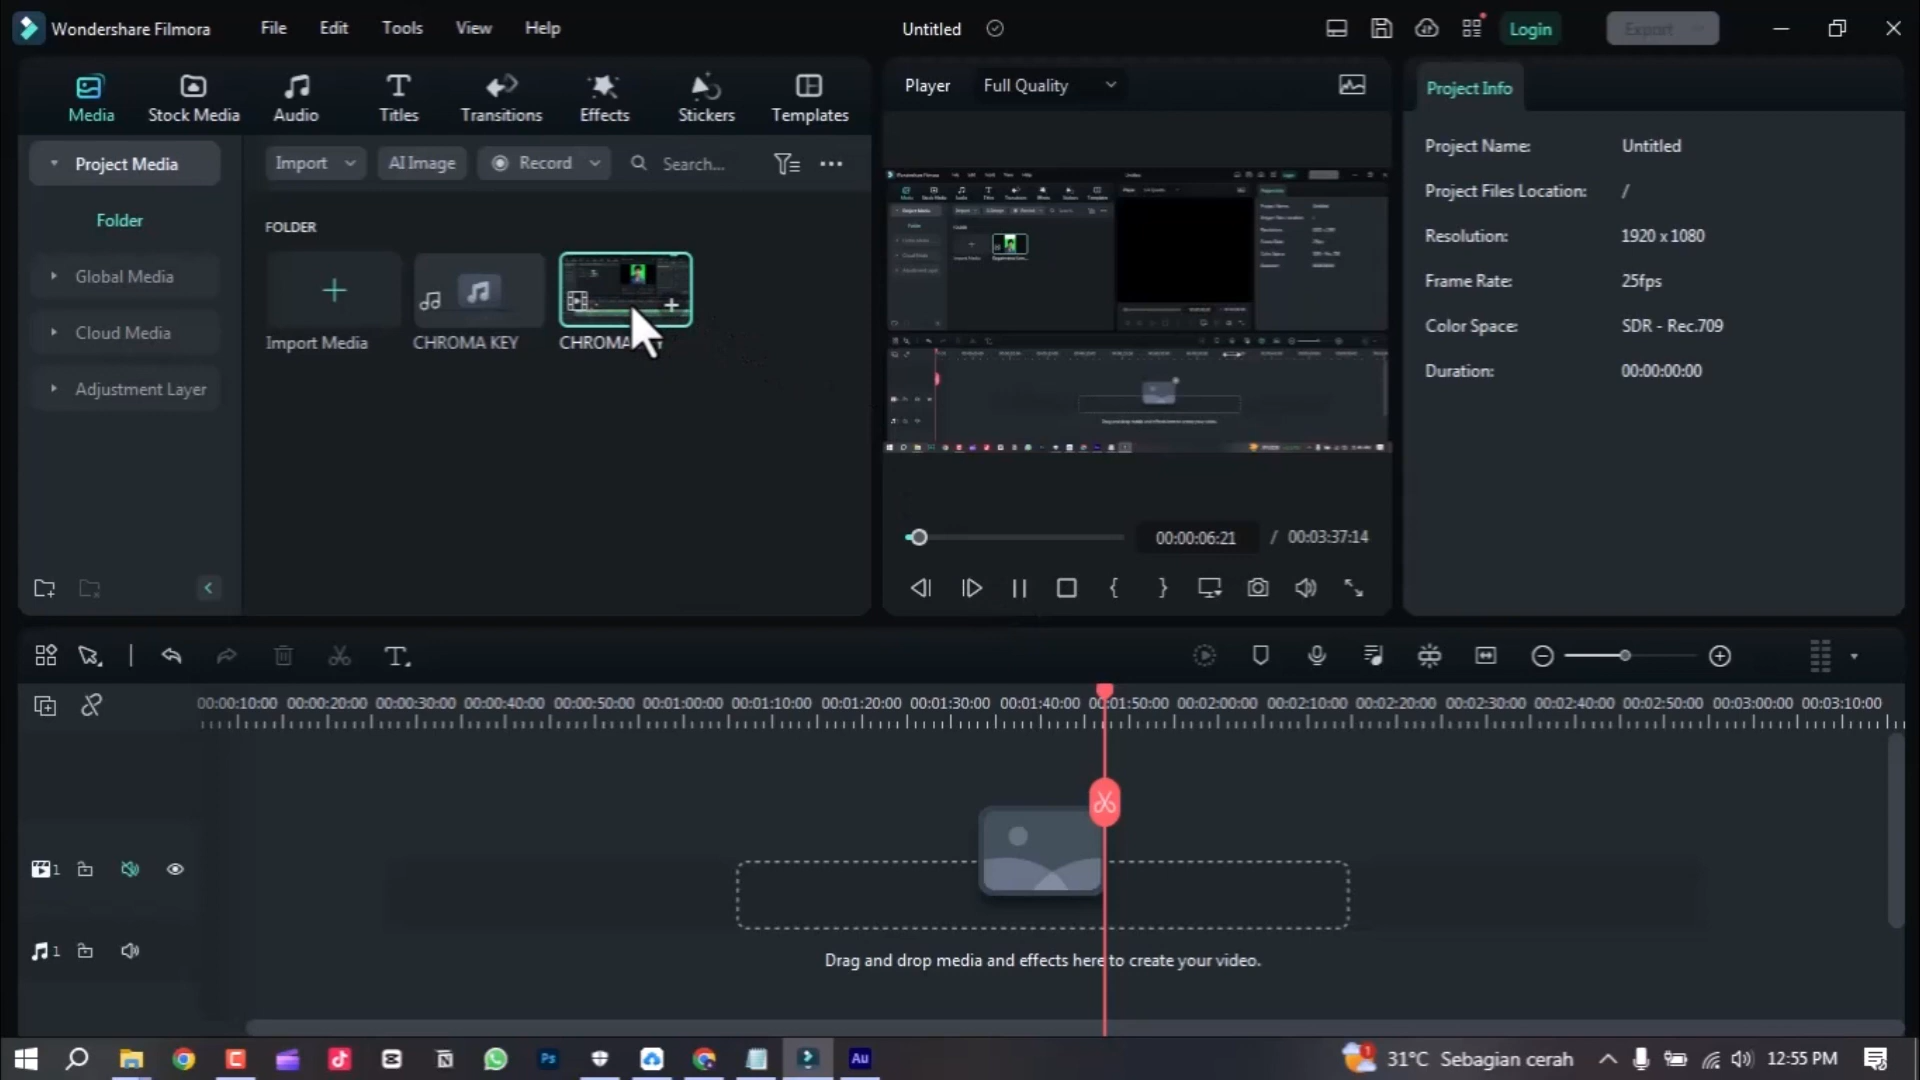 Wondershare Filmora
File
Edit
Tools
View
Help
Untitled
Login
Export
Media
Stock Media
Audio
Titles
Transitions
Effects
Stickers
Templates
Player
Full Quality
Project Info
Project Media
Import
AI Image
Record
Search...
Folder
Global Media
Cloud Media
Adjustment Layer
FOLDER
Import Media
CHROMA KEY
Project Name:
Untitled
Project Files Location:
/
Resolution:
1920 x 1080
Frame Rate:
25fps
Color Space:
SDR - Rec.709
Duration:
00:00:00:00
00:00:06:21 / 00:03:37:14
00:00:10:00 00:00:20:00 00:00:30:00 00:00:40:00 00:00:50:00 00:01:00:00 00:01:10:00 00:01:20:00 00:01:30:00 00:01:40:00 00:01:50:00 00:02:00:00 00:02:10:00 00:02:20:00 00:02:30:00 00:02:40:00 00:02:50:00 00:03:00:00 00:03:10:00
1
1
Drag and drop media and effects here to create your video.
Ps
Au
1
31°C Sebagian cerah
12:55 PM